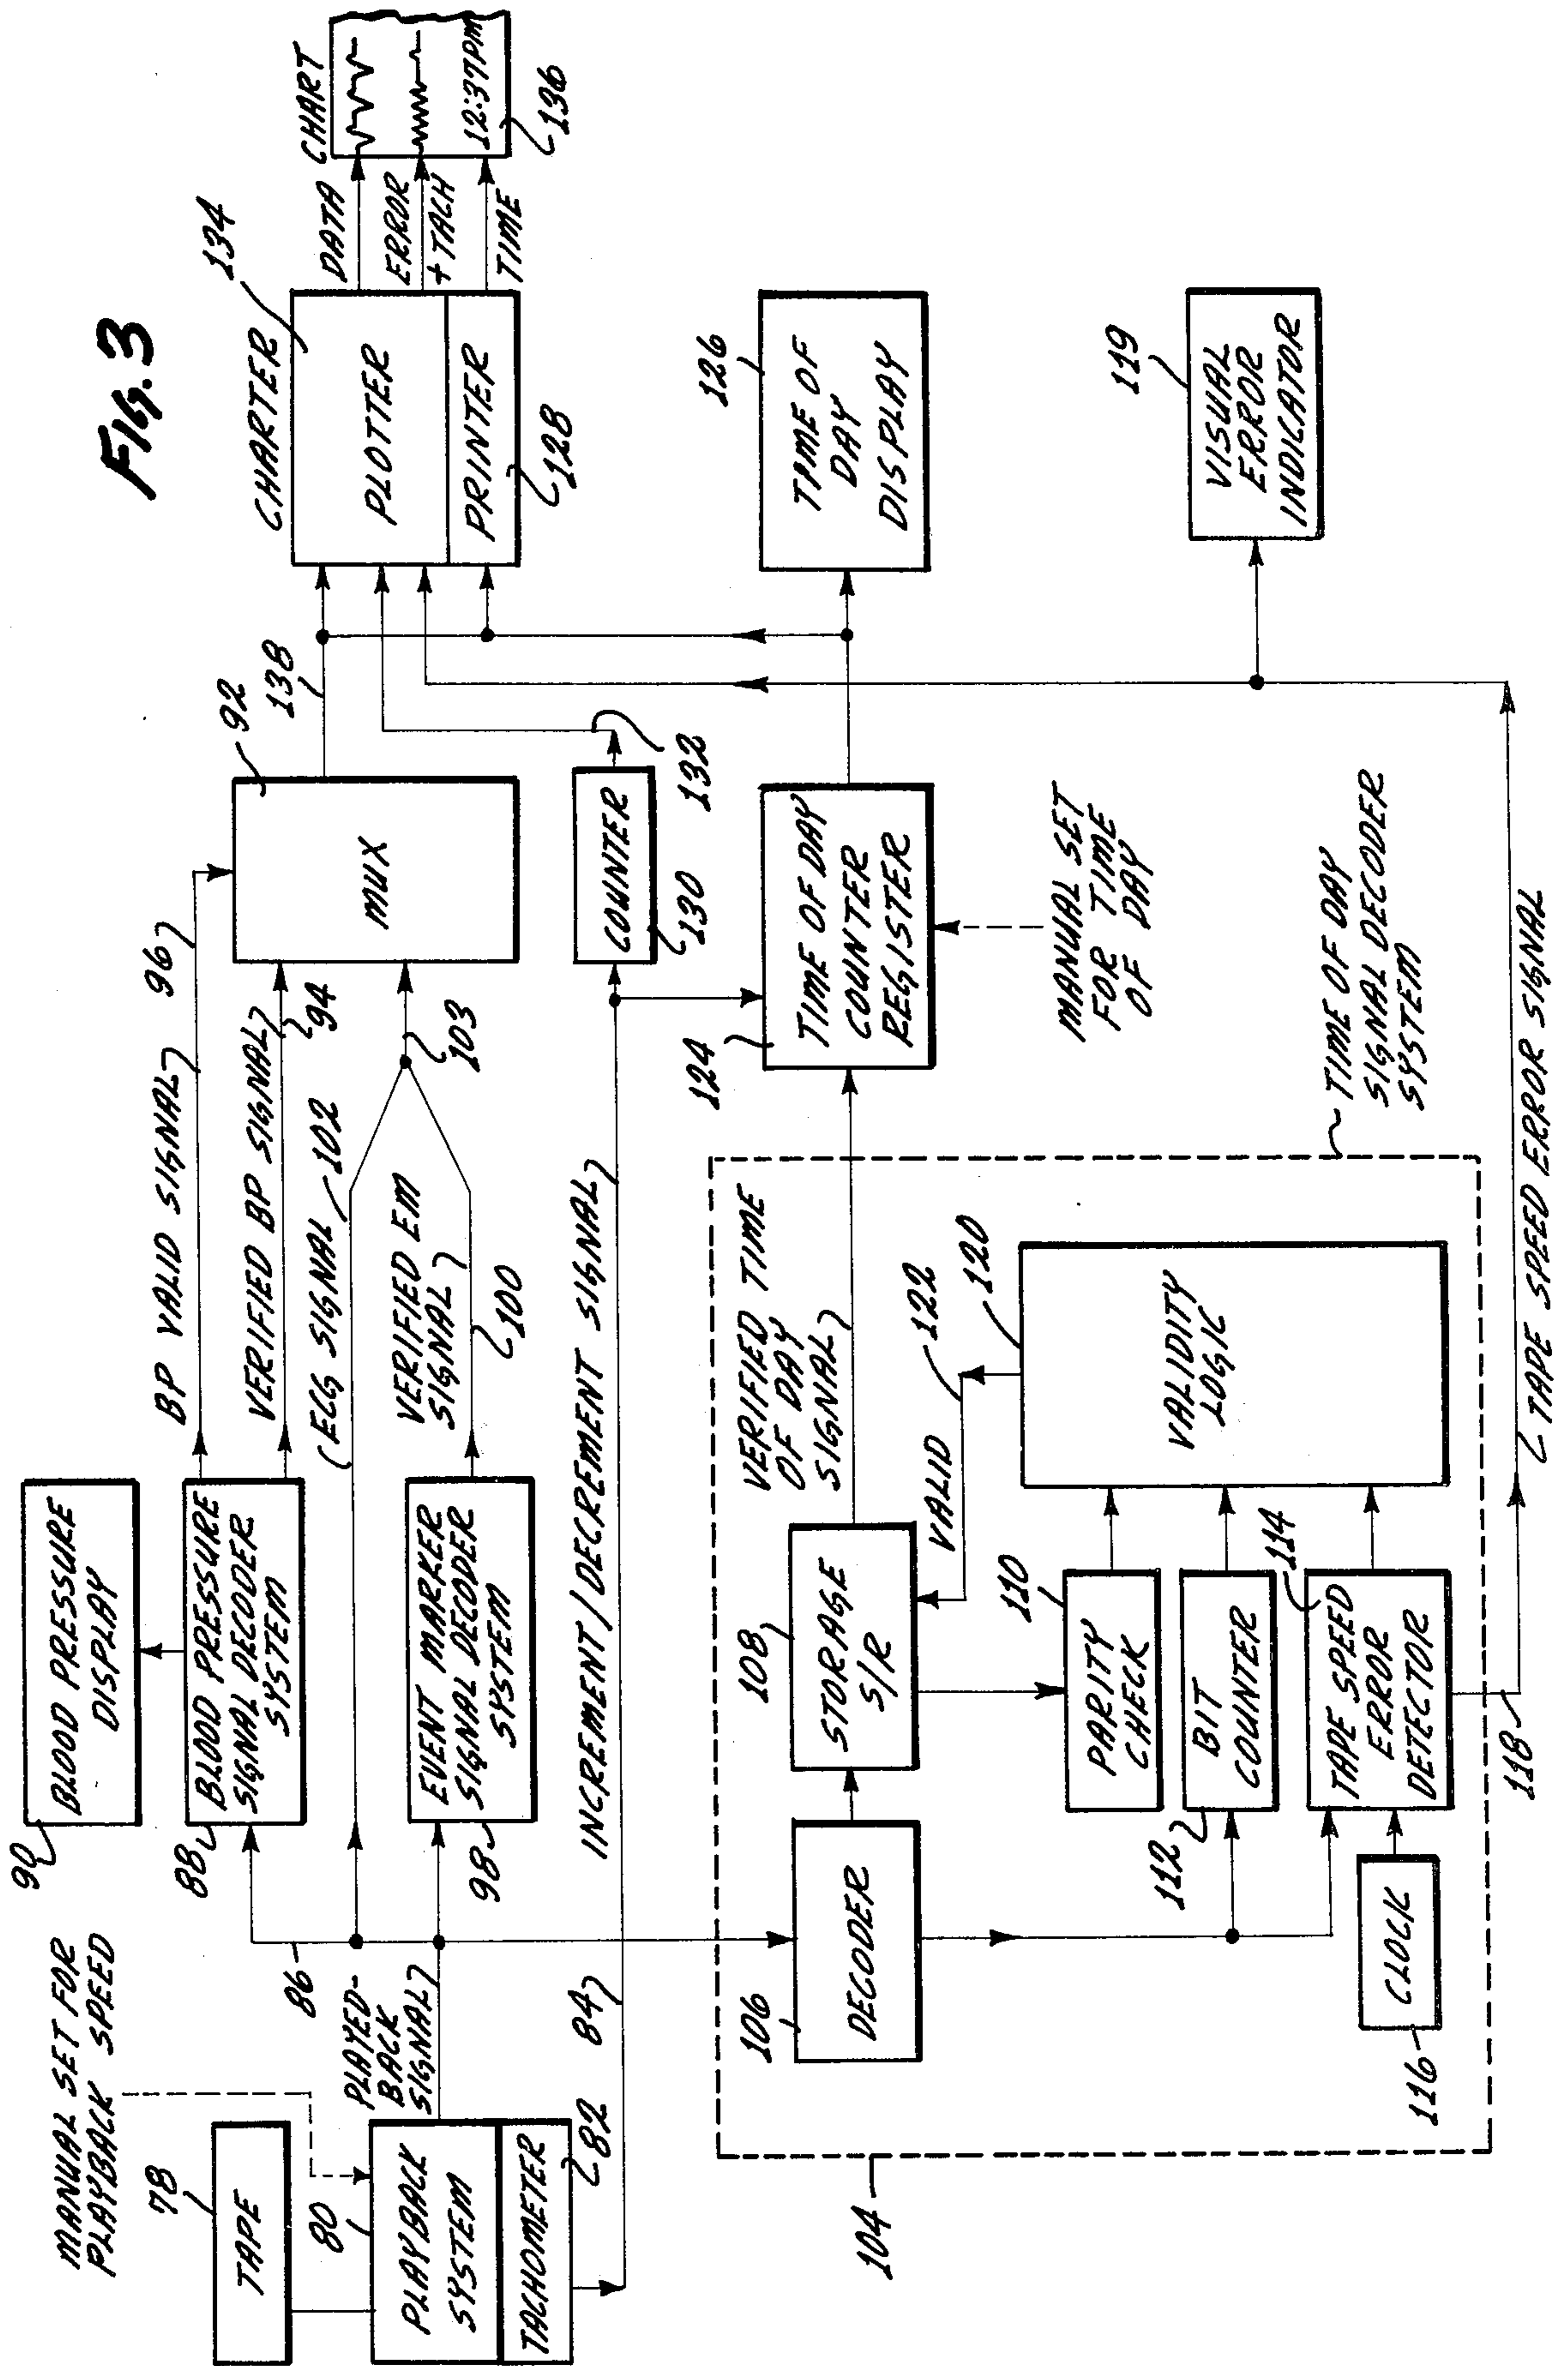 FIG. 3
MANUAL SET FOR
PLAYBACK SPEED
78
TAPE
80
PLAYBACK
SYSTEM
TACHOMETER
82
PLAYED-
BACK
SIGNAL
86
84
90
BLOOD PRESSURE
DISPLAY
88
BLOOD PRESSURE
SIGNAL DECODER
SYSTEM
98
EVENT MARKER
SIGNAL DECODER
SYSTEM
BP VALID SIGNAL
96
VERIFIED BP SIGNAL
94
ECG SIGNAL
102
VERIFIED EM
SIGNAL
100
103
INCREMENT/DECREMENT SIGNAL
92
MUX
138
COUNTER
130
132
CHARTER
134
PLOTTER
PRINTER
128
DATA
ERROR
+ TACH
TIME
CHART
12:37PM
136
104
106
DECODER
108
STORAGE
S/R
VERIFIED TIME
OF DAY
SIGNAL
VALID
122
110
PARITY
CHECK
112
BIT
COUNTER
114
TAPE SPEED
ERROR
DETECTOR
116
CLOCK
118
120
VALIDITY
LOGIC
124
TIME OF DAY
COUNTER
REGISTER
MANUAL SET
FOR TIME
OF DAY
TIME OF DAY
SIGNAL DECODER
SYSTEM
TAPE SPEED ERROR SIGNAL
126
TIME OF
DAY
DISPLAY
119
VISUAL
ERROR
INDICATOR